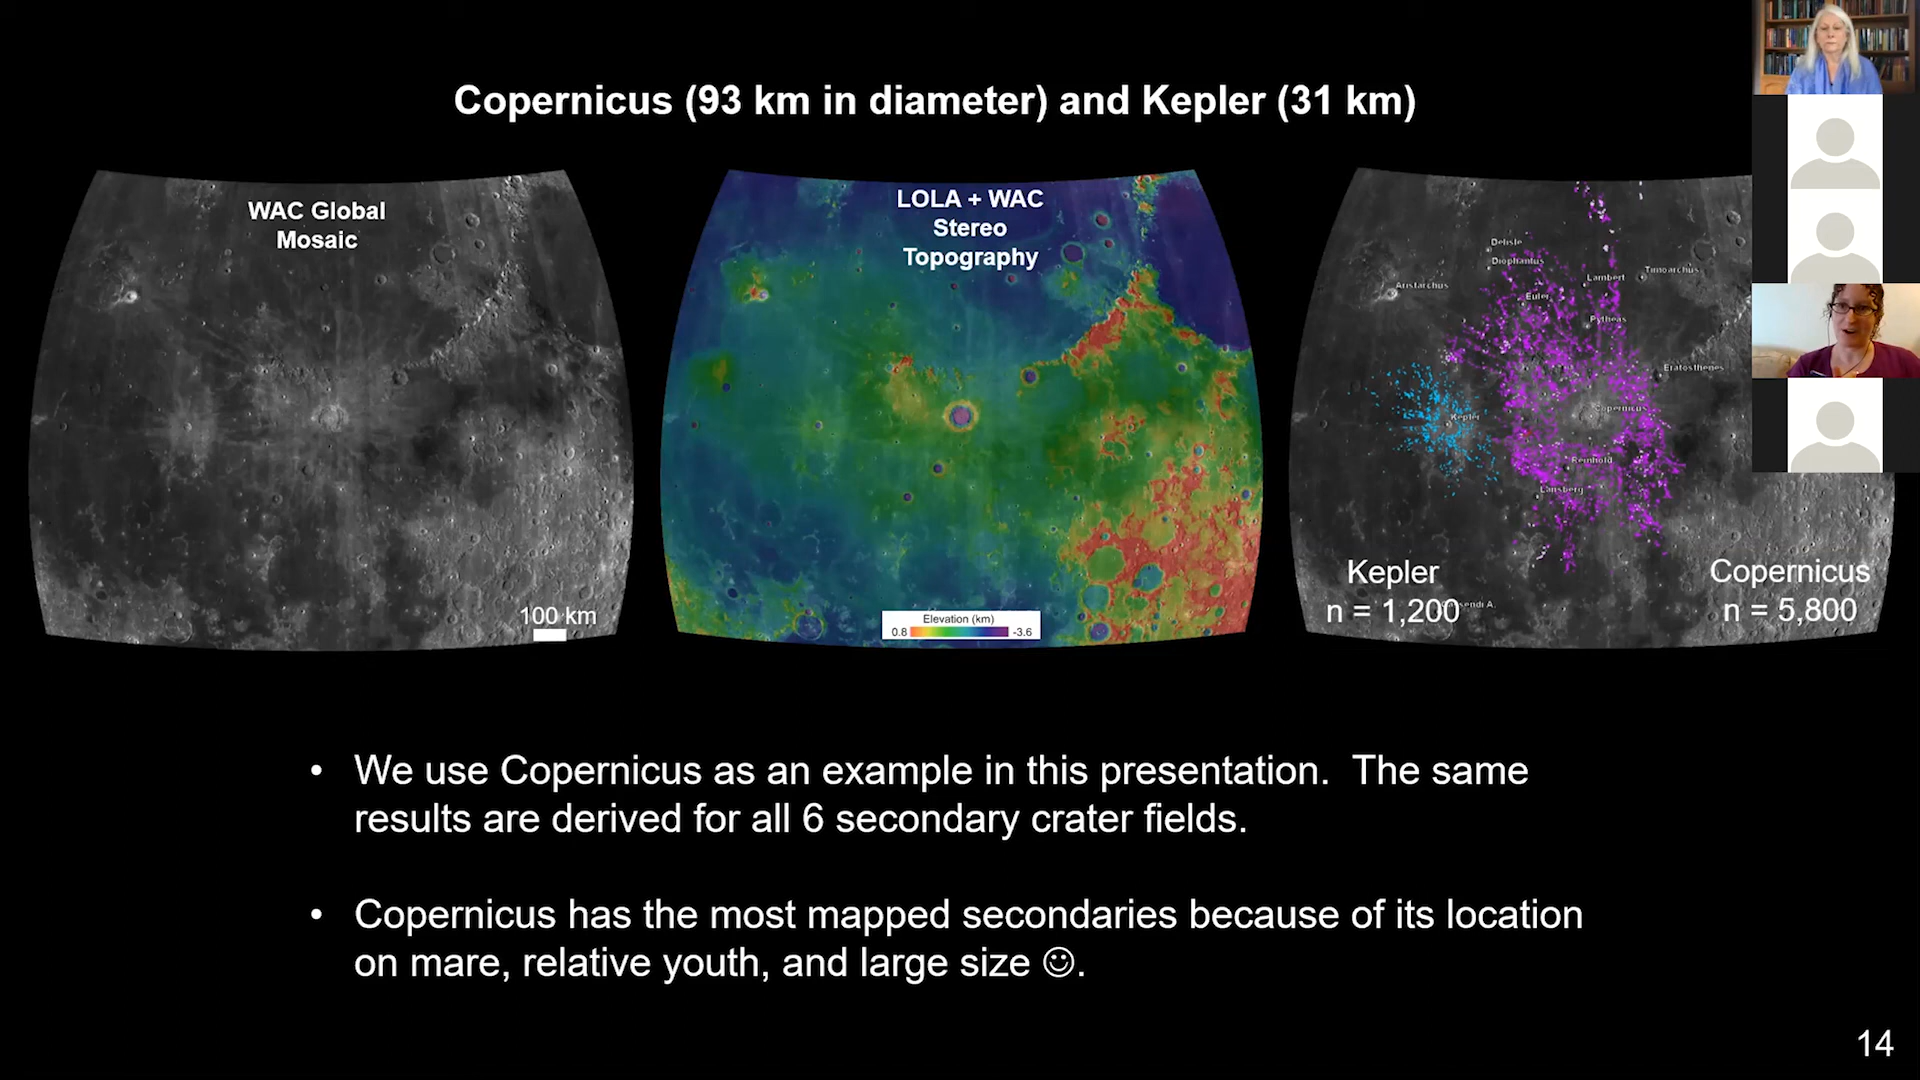 Copernicus (93 km in diameter) and Kepler (31 km)
WAC Global
Mosaic
100 km
LOLA + WAC
Stereo
Topography
Elevation (km)
0.8 -3.6
Delisle
Diophantus
Aristarchus
Lambert
Timoarchus
Euler
Pytheas
Eratosthenes
Copernicus
Kepler
Reinhold
Lansberg
Kepler
n = 1,200
Copernicus
n = 5,800
• We use Copernicus as an example in this presentation. The same
results are derived for all 6 secondary crater fields.
• Copernicus has the most mapped secondaries because of its location
on mare, relative youth, and large size ☺.
14